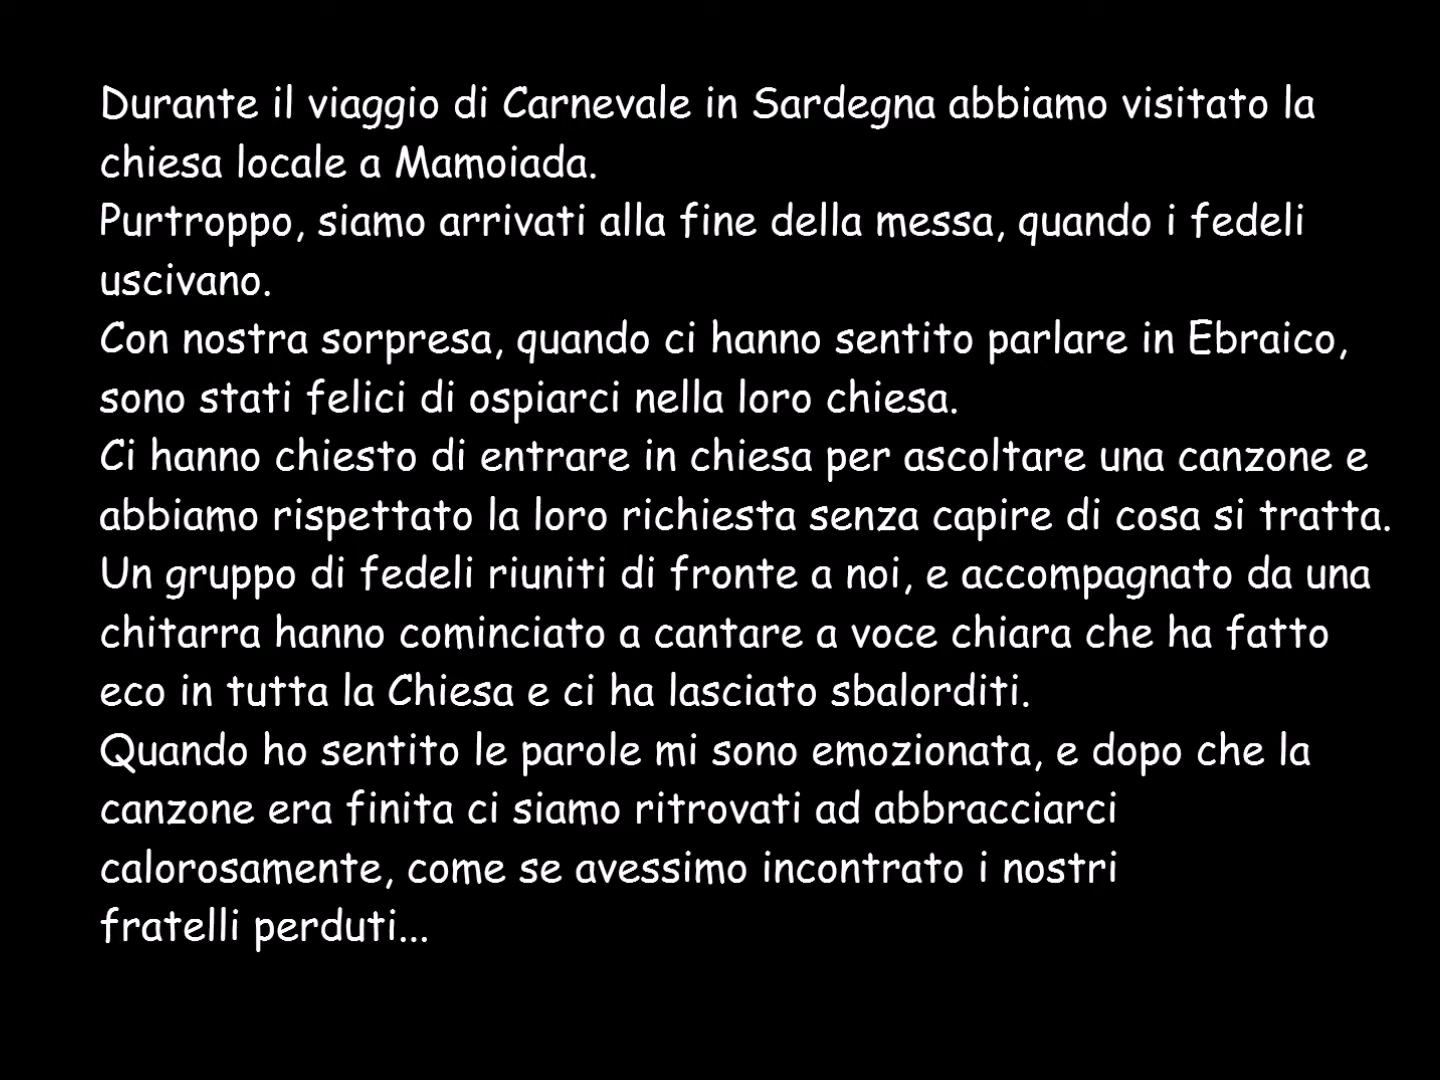 Durante il viaggio di Carnevale in Sardegna abbiamo visitato la
chiesa locale a Mamoiada.
Purtroppo, siamo arrivati alla fine della messa, quando i fedeli
uscivano.
Con nostra sorpresa, quando ci hanno sentito parlare in Ebraico,
sono stati felici di ospiarci nella loro chiesa.
Ci hanno chiesto di entrare in chiesa per ascoltare una canzone e
abbiamo rispettato la loro richiesta senza capire di cosa si tratta.
Un gruppo di fedeli riuniti di fronte a noi, e accompagnato da una
chitarra hanno cominciato a cantare a voce chiara che ha fatto
eco in tutta la Chiesa e ci ha lasciato sbalorditi.
Quando ho sentito le parole mi sono emozionata, e dopo che la
canzone era finita ci siamo ritrovati ad abbracciarci
calorosamente, come se avessimo incontrato i nostri
fratelli perduti...